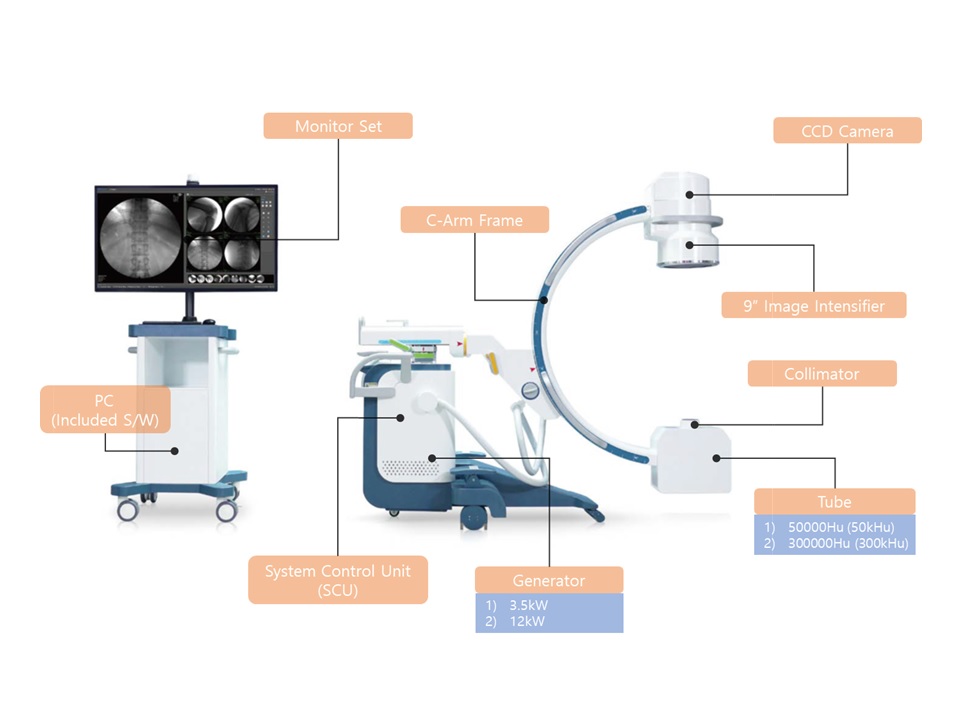 Monitor Set
CCD Camera
C-Arm Frame
9" Image Intensifier
Collimator
PC
(Included S/W)
Tube
1) 50000Hu (50kHu)
2) 300000Hu (300kHu)
System Control Unit
(SCU)
Generator
1) 3.5kW
2) 12kW